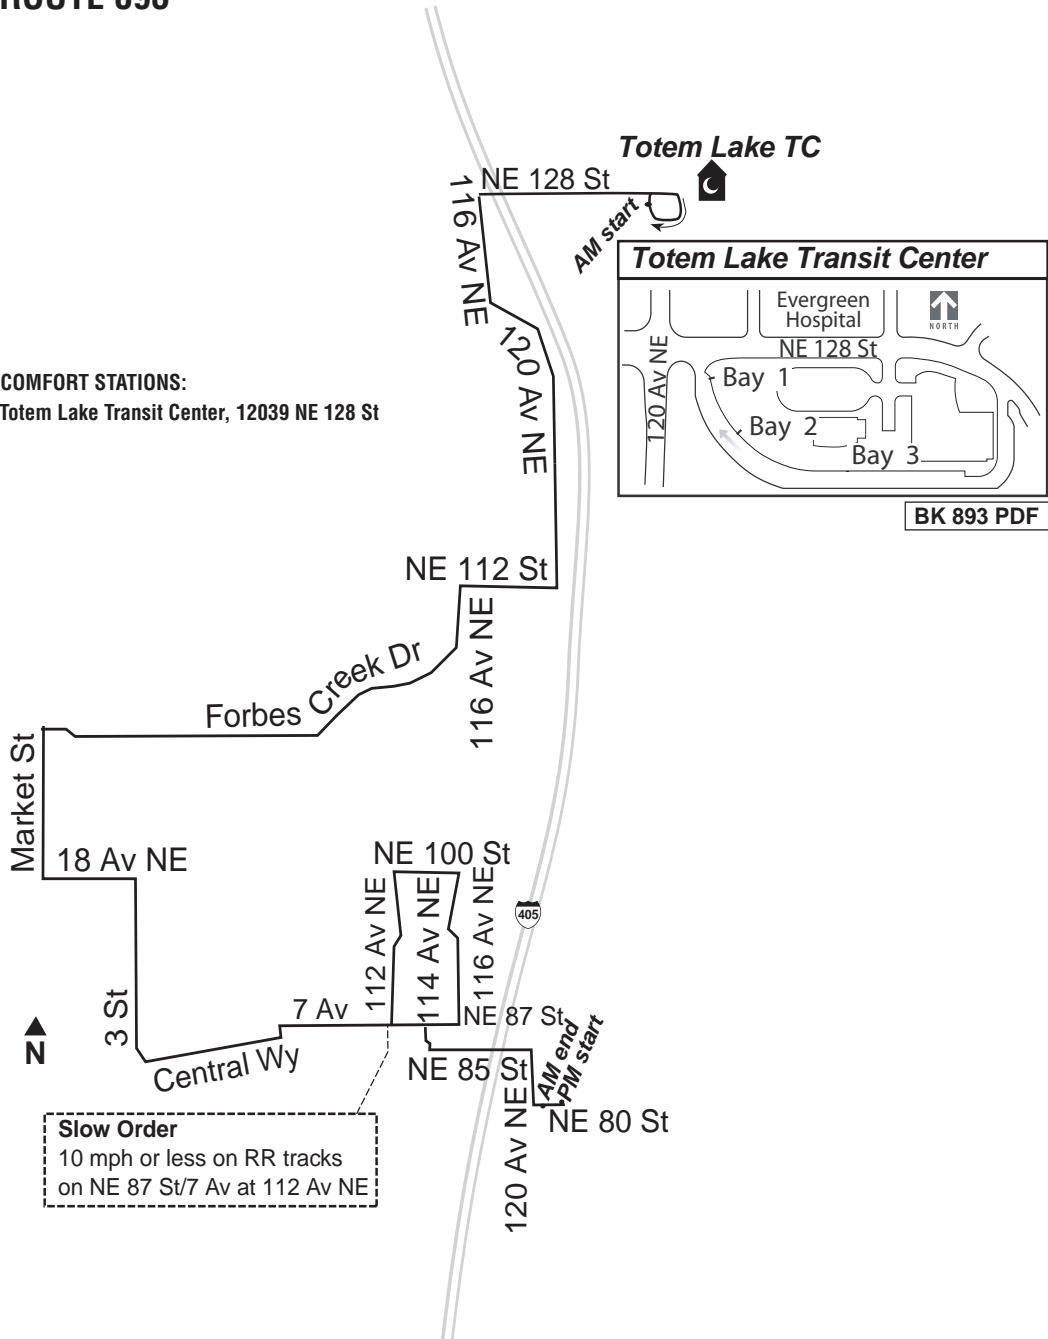 ROUTE 893
Totem Lake TC
NE 128 St
116 Av NE
AM start
Totem Lake Transit Center
Evergreen
Hospital
NORTH
NE 128 St
120 Av NE
Bay 1
Bay 2
Bay 3
BK 893 PDF
120 Av NE
COMFORT STATIONS:
Totem Lake Transit Center, 12039 NE 128 St
NE 112 St
116 Av NE
Forbes Creek Dr
Market St
18 Av NE
NE 100 St
112 Av NE
114 Av NE
116 Av NE
405
3 St
7 Av
NE 87 St
N
Central Wy
NE 85 St
AM end
PM start
120 Av NE
NE 80 St
Slow Order
10 mph or less on RR tracks
on NE 87 St/7 Av at 112 Av NE